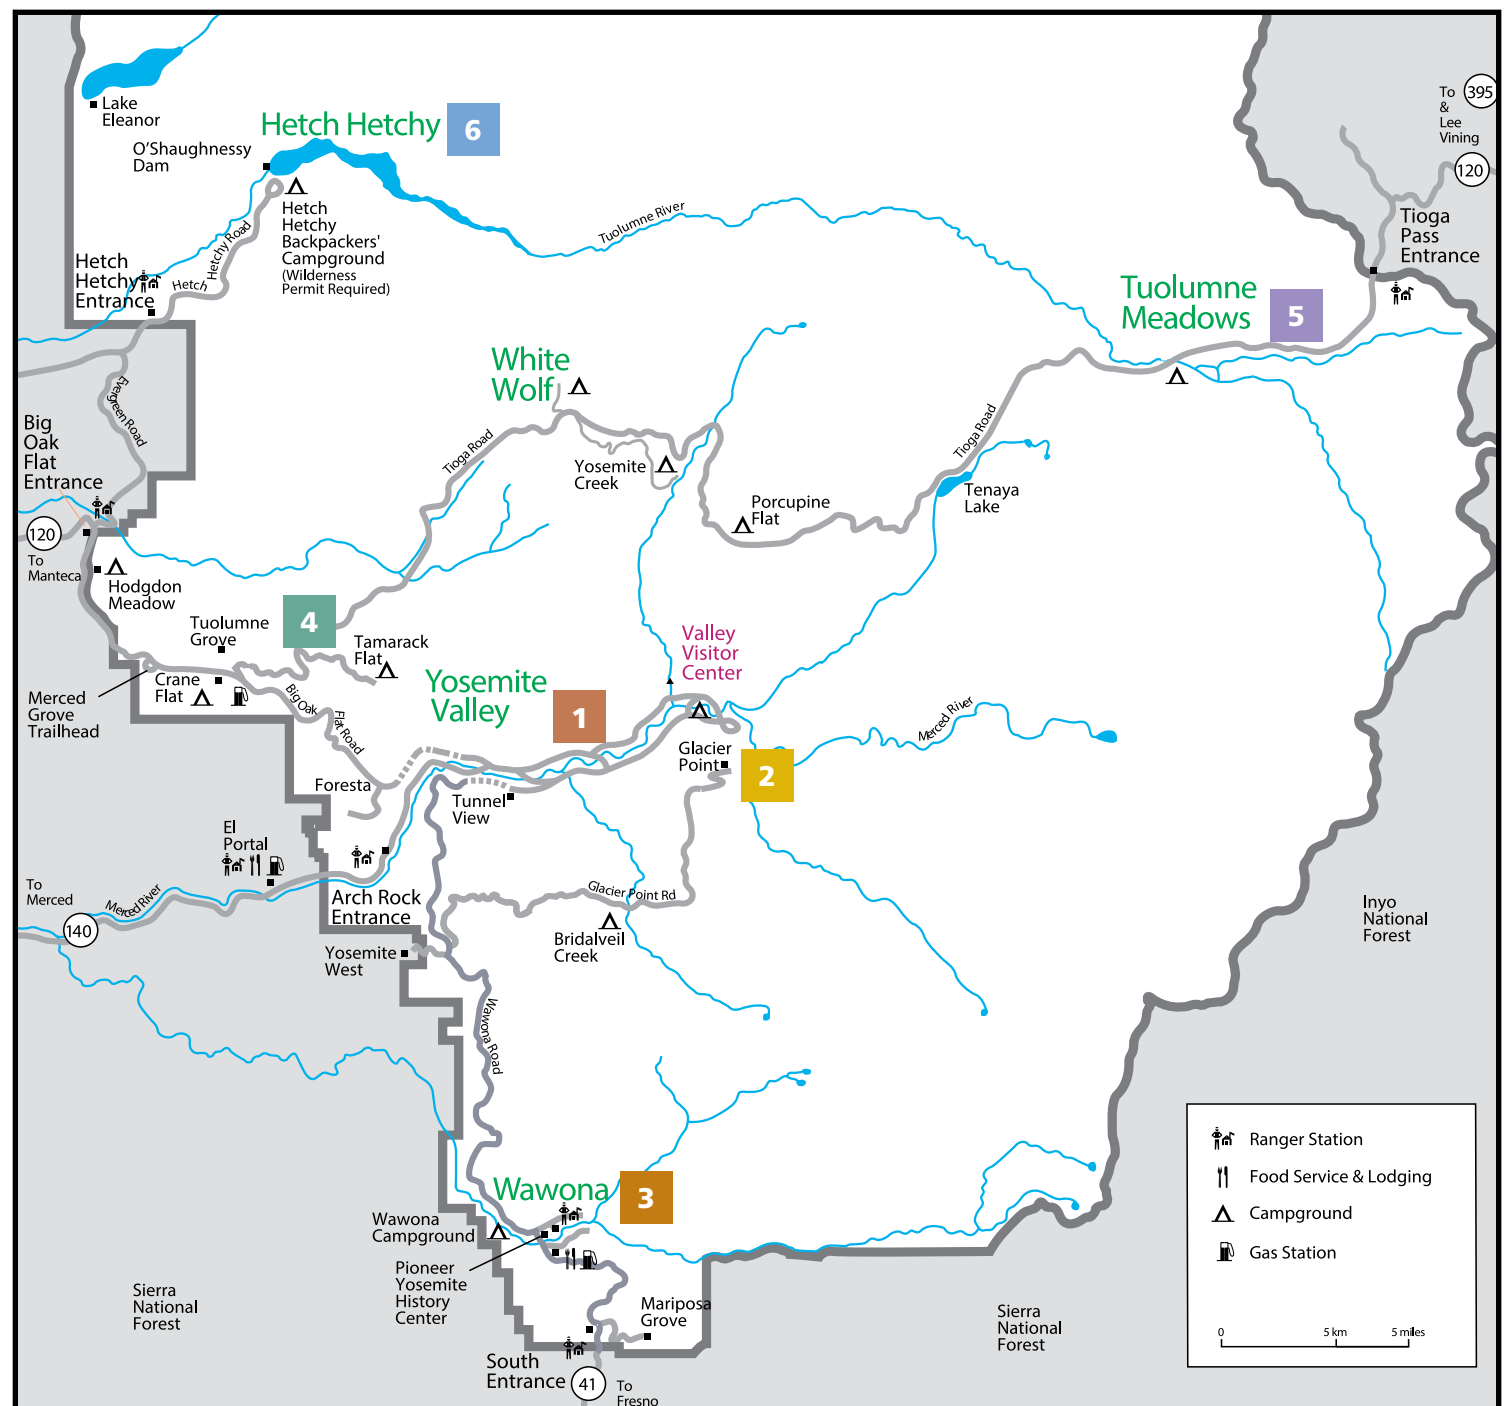 Lake
Eleanor
Hetch Hetchy
6
O'Shaughnessy
Dam
Hetch
Hetchy
Backpackers'
Campground
(Wilderness
Permit Required)
Hetch
Hetchy
Entrance
Hetch
Hetchy Road
Tuolumne River
To
&
Lee
Vining
395
120
Tioga
Pass
Entrance
Tuolumne
Meadows
5
White
Wolf
Evergreen Road
Big
Oak
Flat
Entrance
120
To
Manteca
Tioga Road
Yosemite
Creek
Porcupine
Flat
Tioga Road
Tenaya
Lake
Hodgdon
Meadow
Tuolumne
Grove
4
Tamarack
Flat
Crane
Flat
Merced
Grove
Trailhead
Big Oak
Flat Road
Yosemite
Valley
1
Valley
Visitor
Center
Merced River
Glacier
Point
2
Foresta
Tunnel
View
El
Portal
To
Merced
140
Merced River
Arch Rock
Entrance
Glacier Point Rd
Bridalveil
Creek
Yosemite
West
Inyo
National
Forest
Wawona Road
Wawona
3
Wawona
Campground
Pioneer
Yosemite
History
Center
Mariposa
Grove
South
Entrance
41
To
Fresno
Sierra
National
Forest
Sierra
National
Forest
Ranger Station
Food Service & Lodging
Campground
Gas Station
0
5 km
5 miles